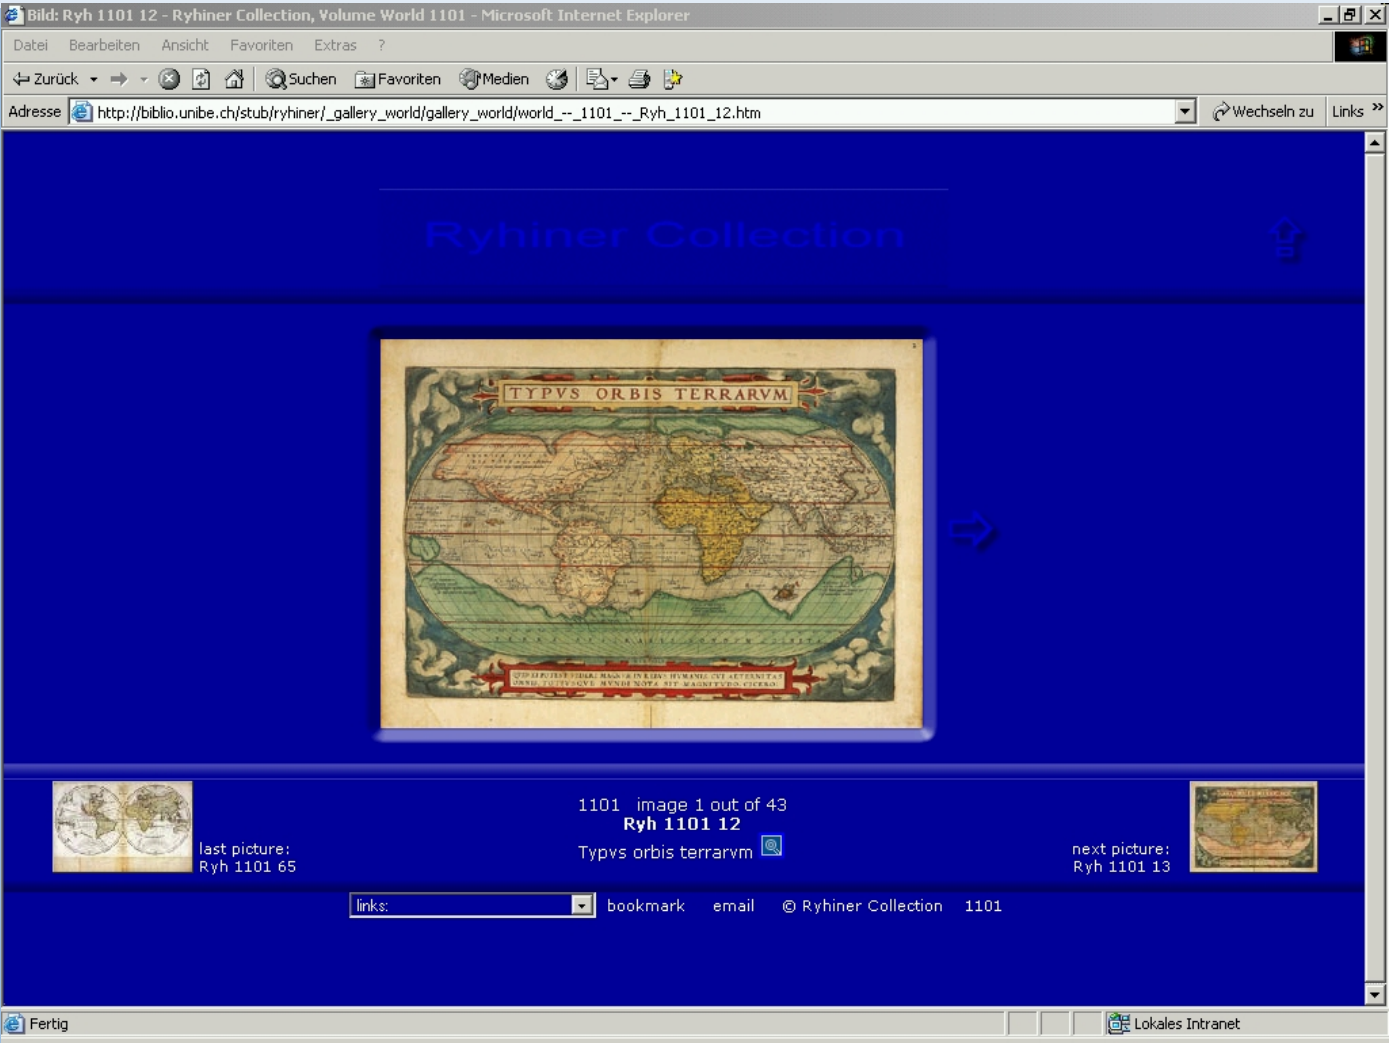 Bild: Ryh 1101 12 - Ryhiner Collection, Volume World 1101 - Microsoft Internet Explorer
Datei Bearbeiten Ansicht Favoriten Extras ?
Zurück Suchen Favoriten Medien
Adresse http://biblio.unibe.ch/stub/ryhiner/_gallery_world/gallery_world/world_--_1101_--_Ryh_1101_12.htm Wechseln zu Links »
Ryhiner Collection
TYPVS ORBIS TERRARVM
1101 image 1 out of 43
Ryh 1101 12
Typvs orbis terrarvm
last picture:
Ryh 1101 65
next picture:
Ryh 1101 13
links: bookmark email © Ryhiner Collection 1101
Fertig Lokales Intranet